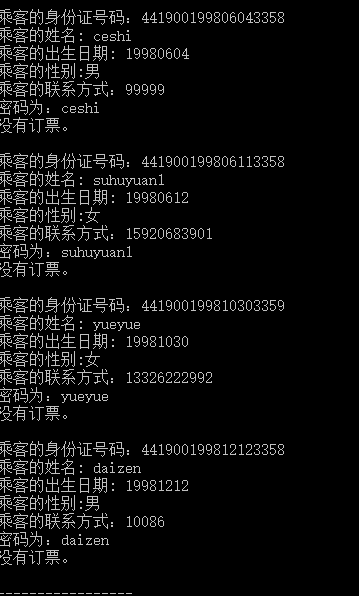 乘客的身份证号码：441900199806043358
乘客的姓名: ceshi
乘客的出生日期: 19980604
乘客的性别:男
乘客的联系方式：99999
密码为：ceshi
没有订票。
乘客的身份证号码：441900199806113358
乘客的姓名: suhuyuan1
乘客的出生日期: 19980612
乘客的性别:女
乘客的联系方式：15920683901
密码为：suhuyuan1
没有订票。
乘客的身份证号码：441900199810303359
乘客的姓名: yueyue
乘客的出生日期: 19981030
乘客的性别:女
乘客的联系方式：13326222992
密码为：yueyue
没有订票。
乘客的身份证号码：441900199812123358
乘客的姓名: daizen
乘客的出生日期: 19981212
乘客的性别:男
乘客的联系方式：10086
密码为：daizen
没有订票。
-----------------